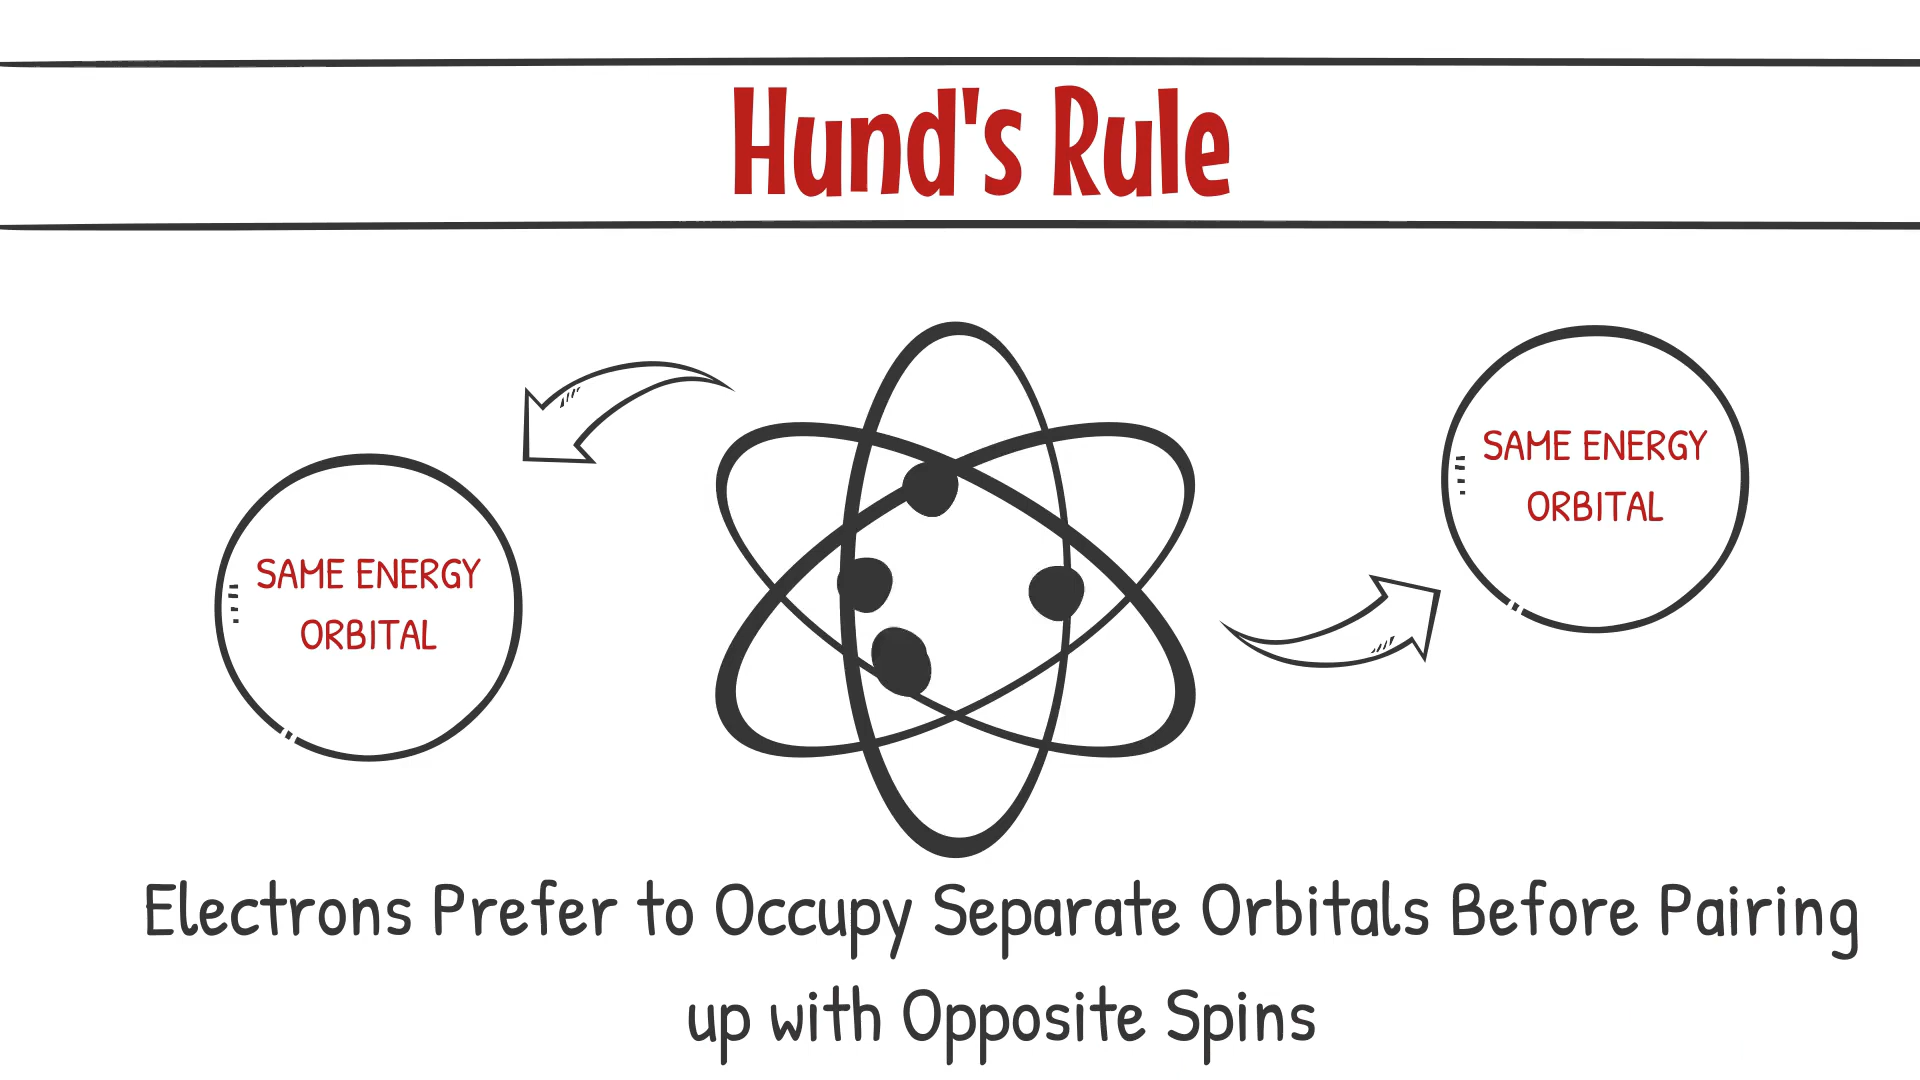 Hund's Rule
SAME ENERGY
ORBITAL
SAME ENERGY
ORBITAL
Electrons Prefer to Occupy Separate Orbitals Before Pairing
up with Opposite Spins